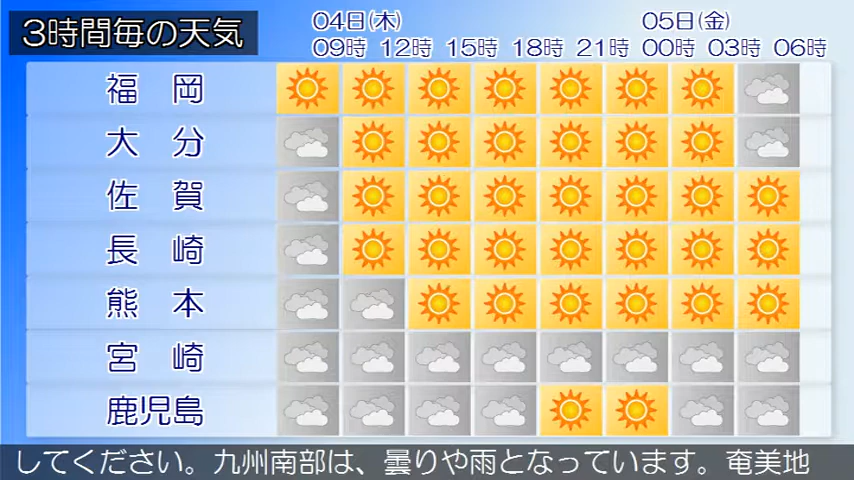 3時間毎の天気
04日(木) 05日(金)
09時 12時 15時 18時 21時 00時 03時 06時
福岡
大分
佐賀
長崎
熊本
宮崎
鹿児島
してください。九州南部は、曇りや雨となっています。奄美地